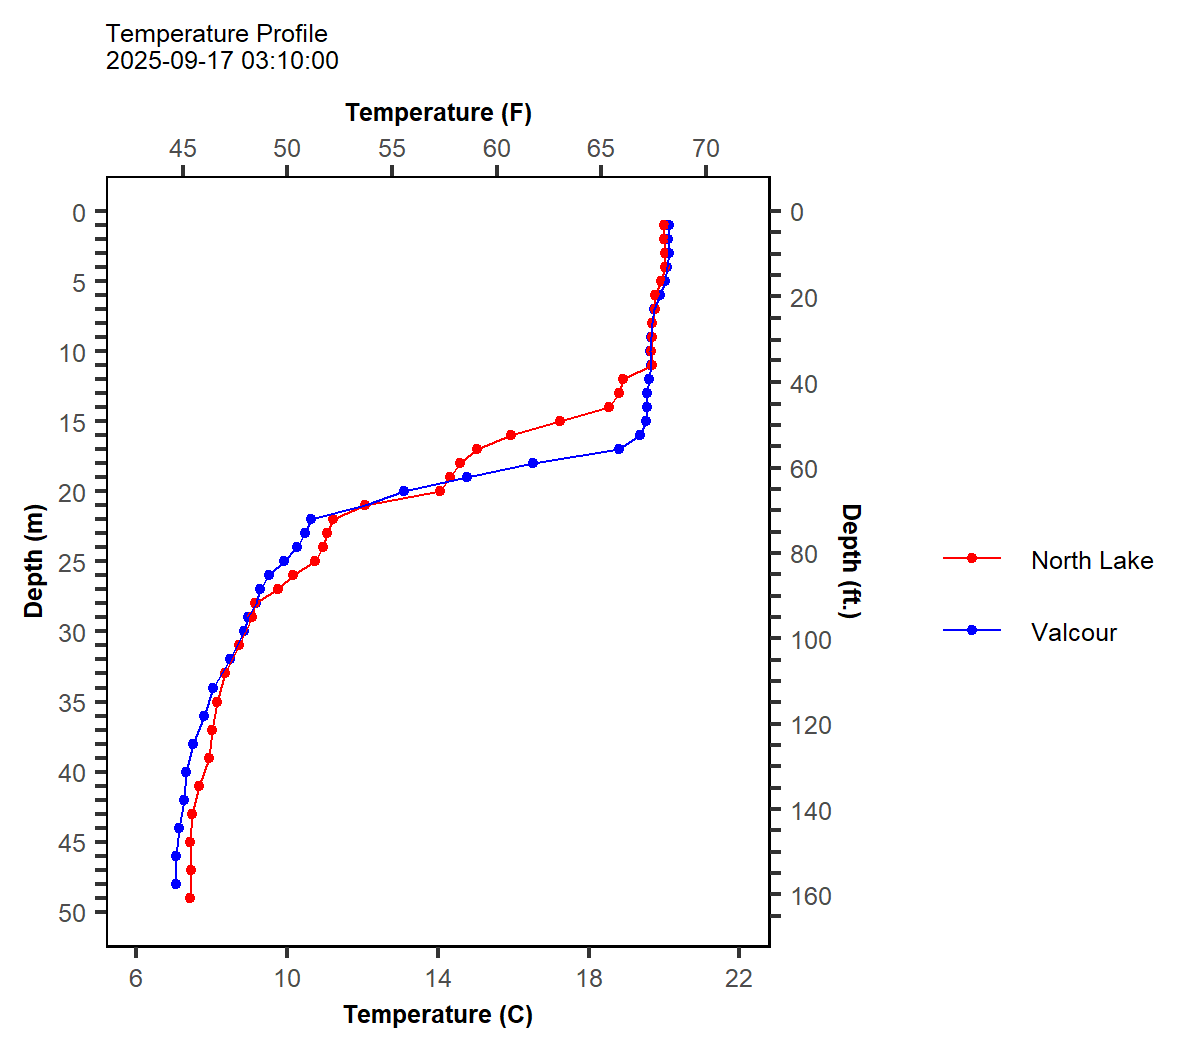 Temperature Profile
2025-09-17 03:10:00
Temperature (F)
45 50 55 60 65 70
0 0
5
20
10
40
15
60
20
80
25
100
30
35
120
40
140
45
160
50
Depth (m)
Depth (ft.)
North Lake
Valcour
6 10 14 18 22
Temperature (C)